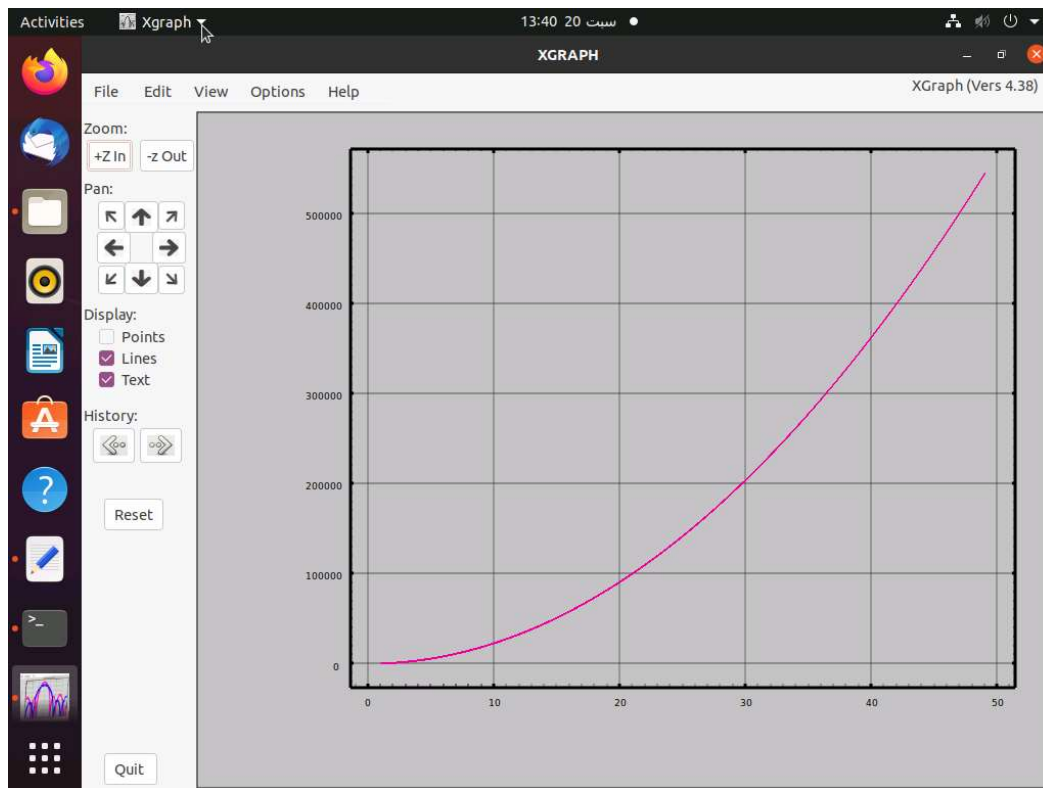 Activities
Xgraph
13:40 20 سبت
XGRAPH
XGraph (Vers 4.38)
File Edit View Options Help
Zoom:
+Z In -z Out
Pan:
Display:
Points
Lines
Text
History:
Reset
Quit
500000
400000
300000
200000
100000
0
0 10 20 30 40 50